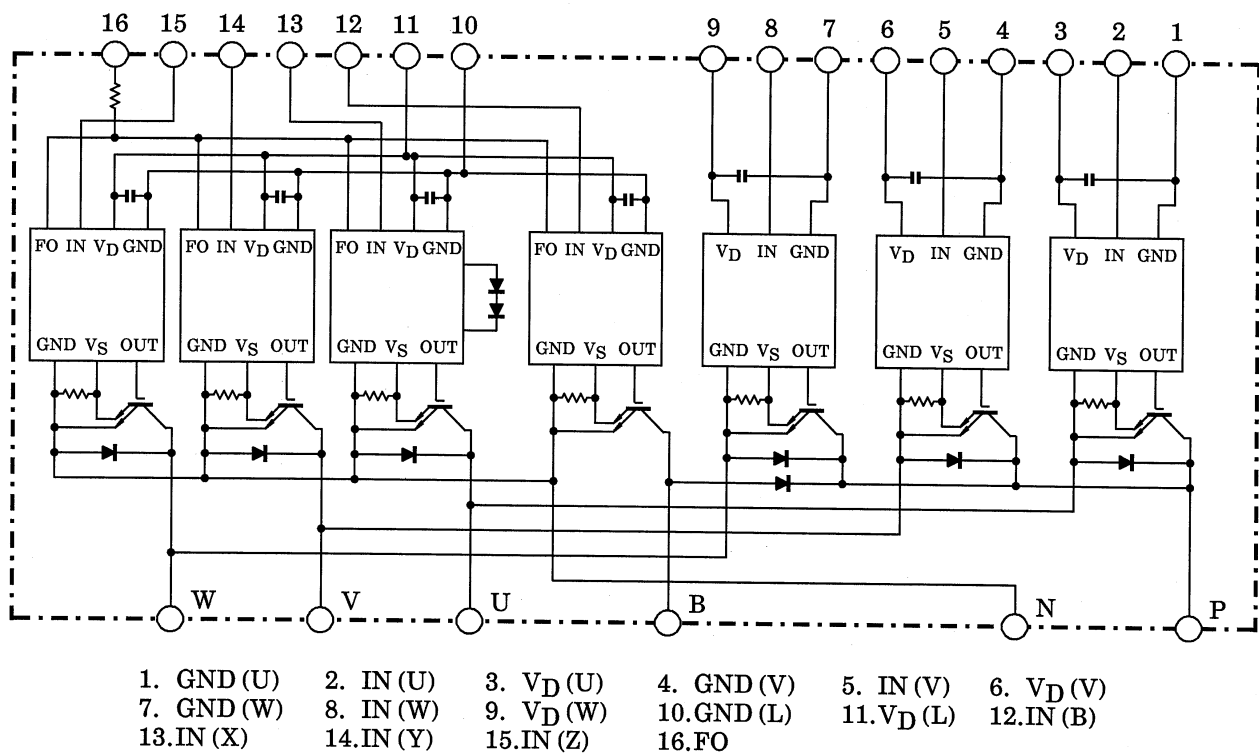 16 15 14 13 12 11 10 9 8 7 6 5 4 3 2 1
FO IN VD GND FO IN VD GND FO IN VD GND FO IN VD GND VD IN GND VD IN GND VD IN GND
GND VS OUT GND VS OUT GND VS OUT GND VS OUT GND VS OUT GND VS OUT GND VS OUT
W V U B N P
1. GND (U) 2. IN (U) 3. VD (U) 4. GND (V) 5. IN (V) 6. VD (V)
7. GND (W) 8. IN (W) 9. VD (W) 10. GND (L) 11. VD (L) 12. IN (B)
13. IN (X) 14. IN (Y) 15. IN (Z) 16. FO